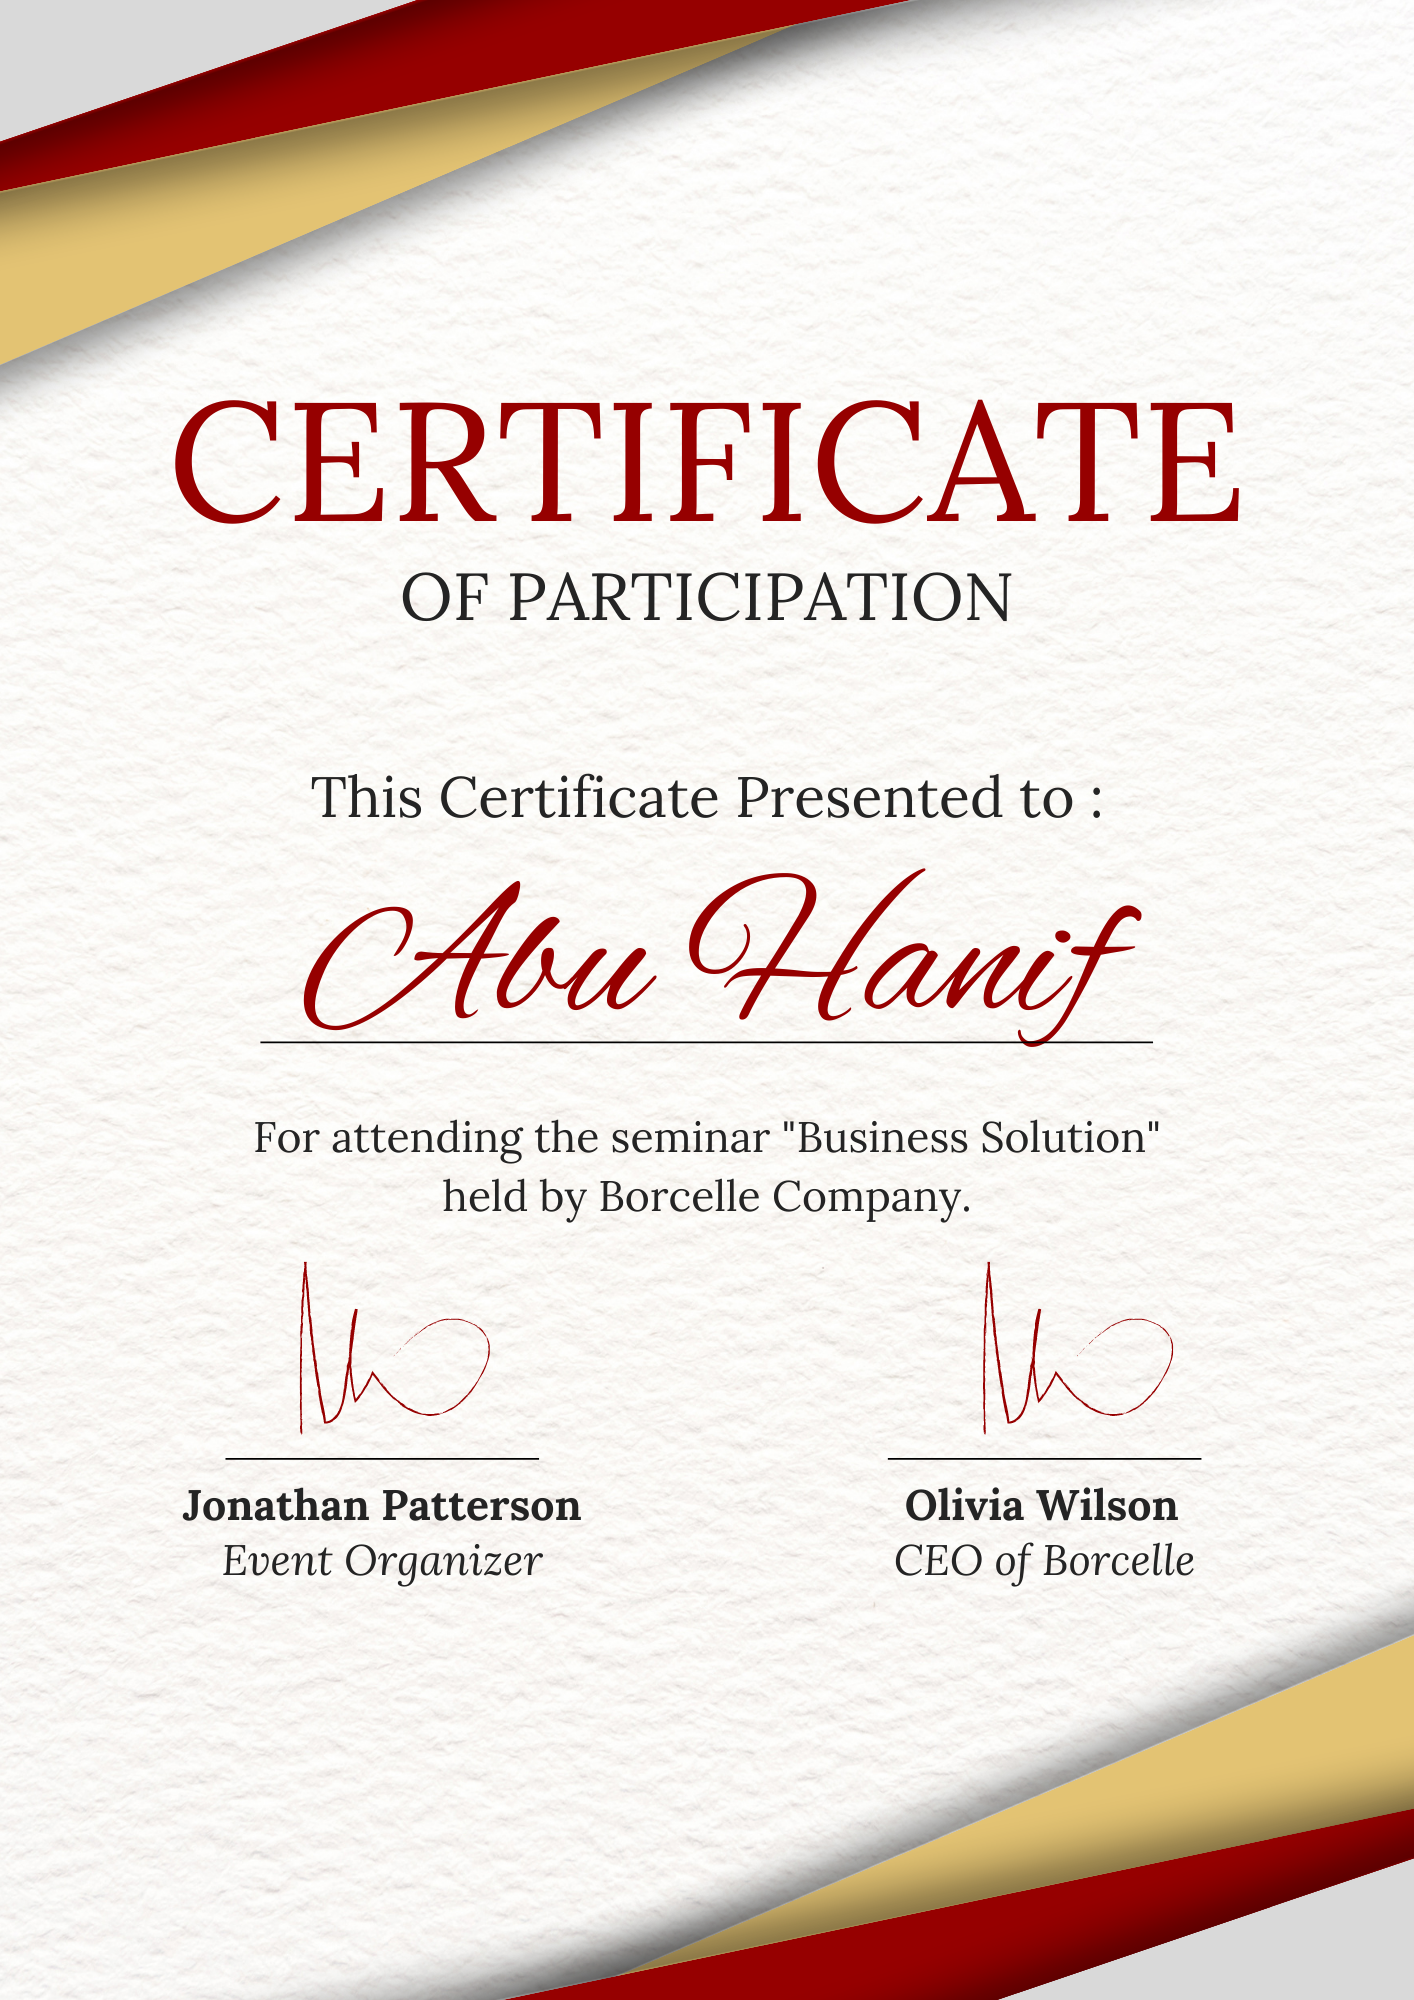 CERTIFICATE
OF PARTICIPATION
This Certificate Presented to :
Abu Hanif
For attending the seminar "Business Solution"
held by Borcelle Company.
Jonathan Patterson
Event Organizer
Olivia Wilson
CEO of Borcelle